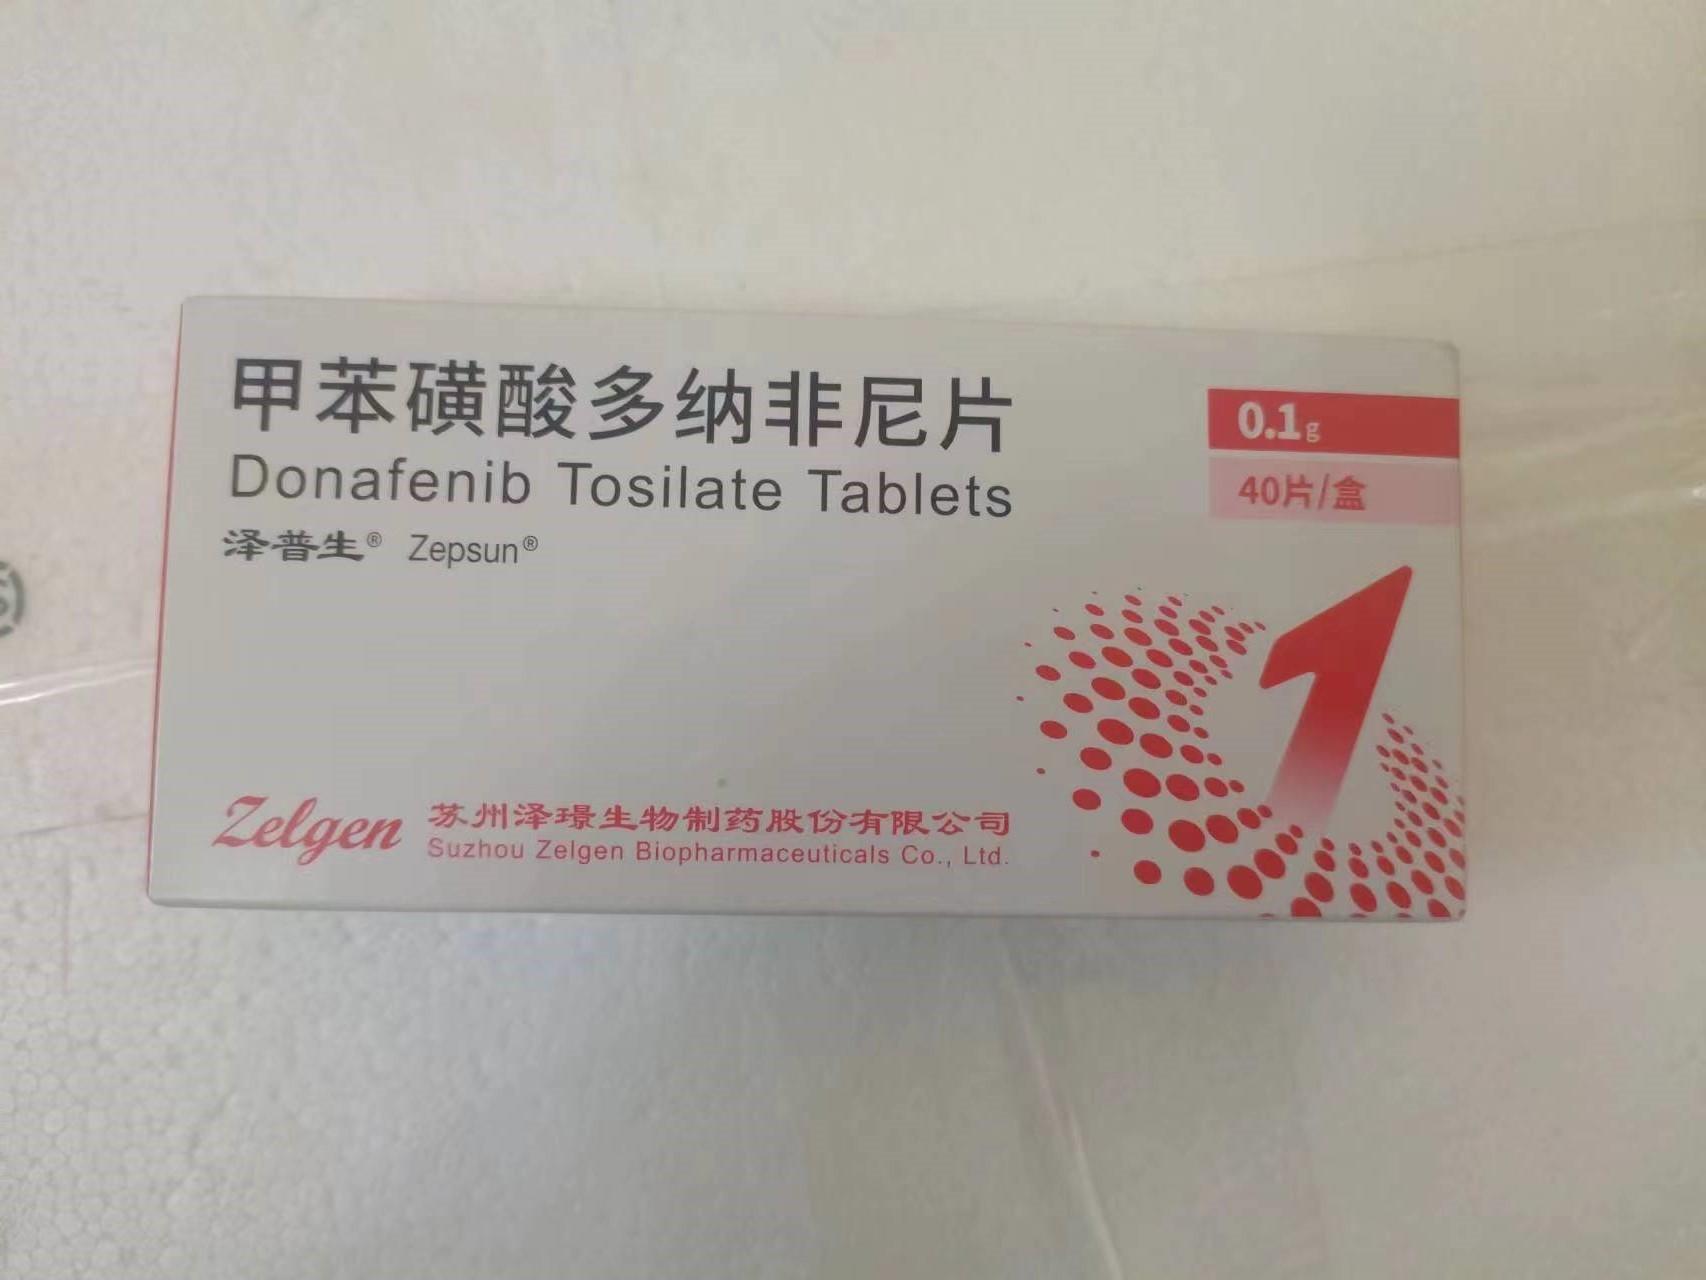 甲苯磺酸多纳非尼片
Donafenib Tosilate Tablets
泽普生® Zepsun®
0.1g
40片/盒
1
Zelgen
苏州泽璟生物制药股份有限公司
Suzhou Zelgen Biopharmaceuticals Co., Ltd.